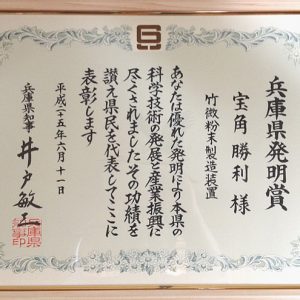 兵庫県発明賞
宝角勝利様
竹微粉末製造装置
あなたは優れた発明により本県の
科学技術の発展と産業振興に
尽くされましたその功績を
讃え県民を代表してここに
表彰します
平成二十五年六月十一日
兵庫県知事
井戸敏三